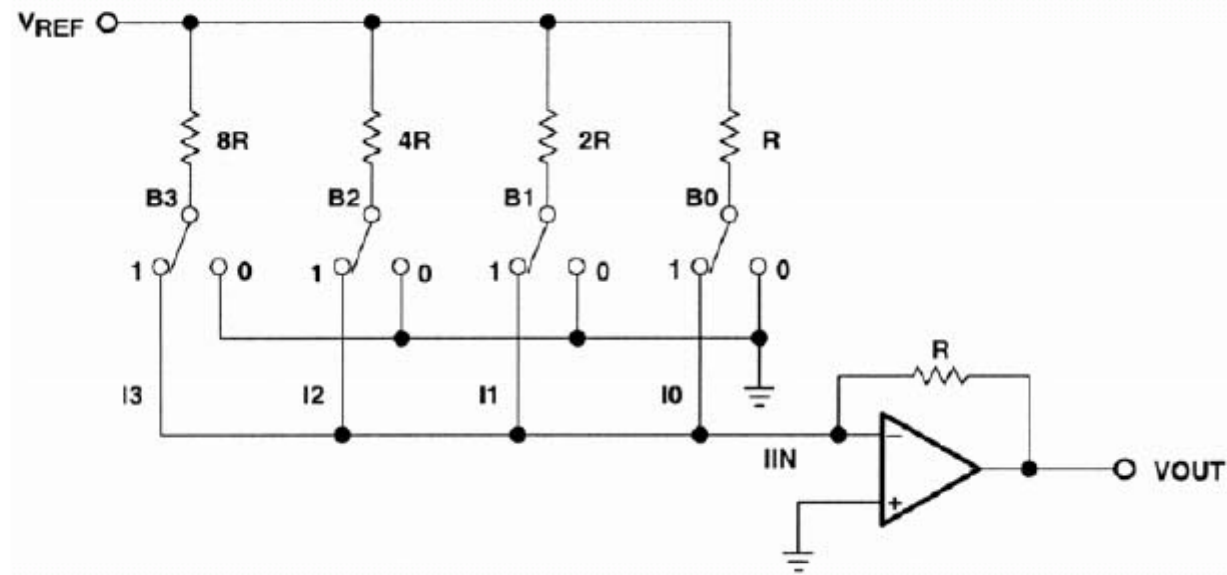 VREF
8R 4R 2R R
B3 B2 B1 B0
1 0 1 0 1 0 1 0
I3 I2 I1 I0
R
IIN
−
+
VOUT